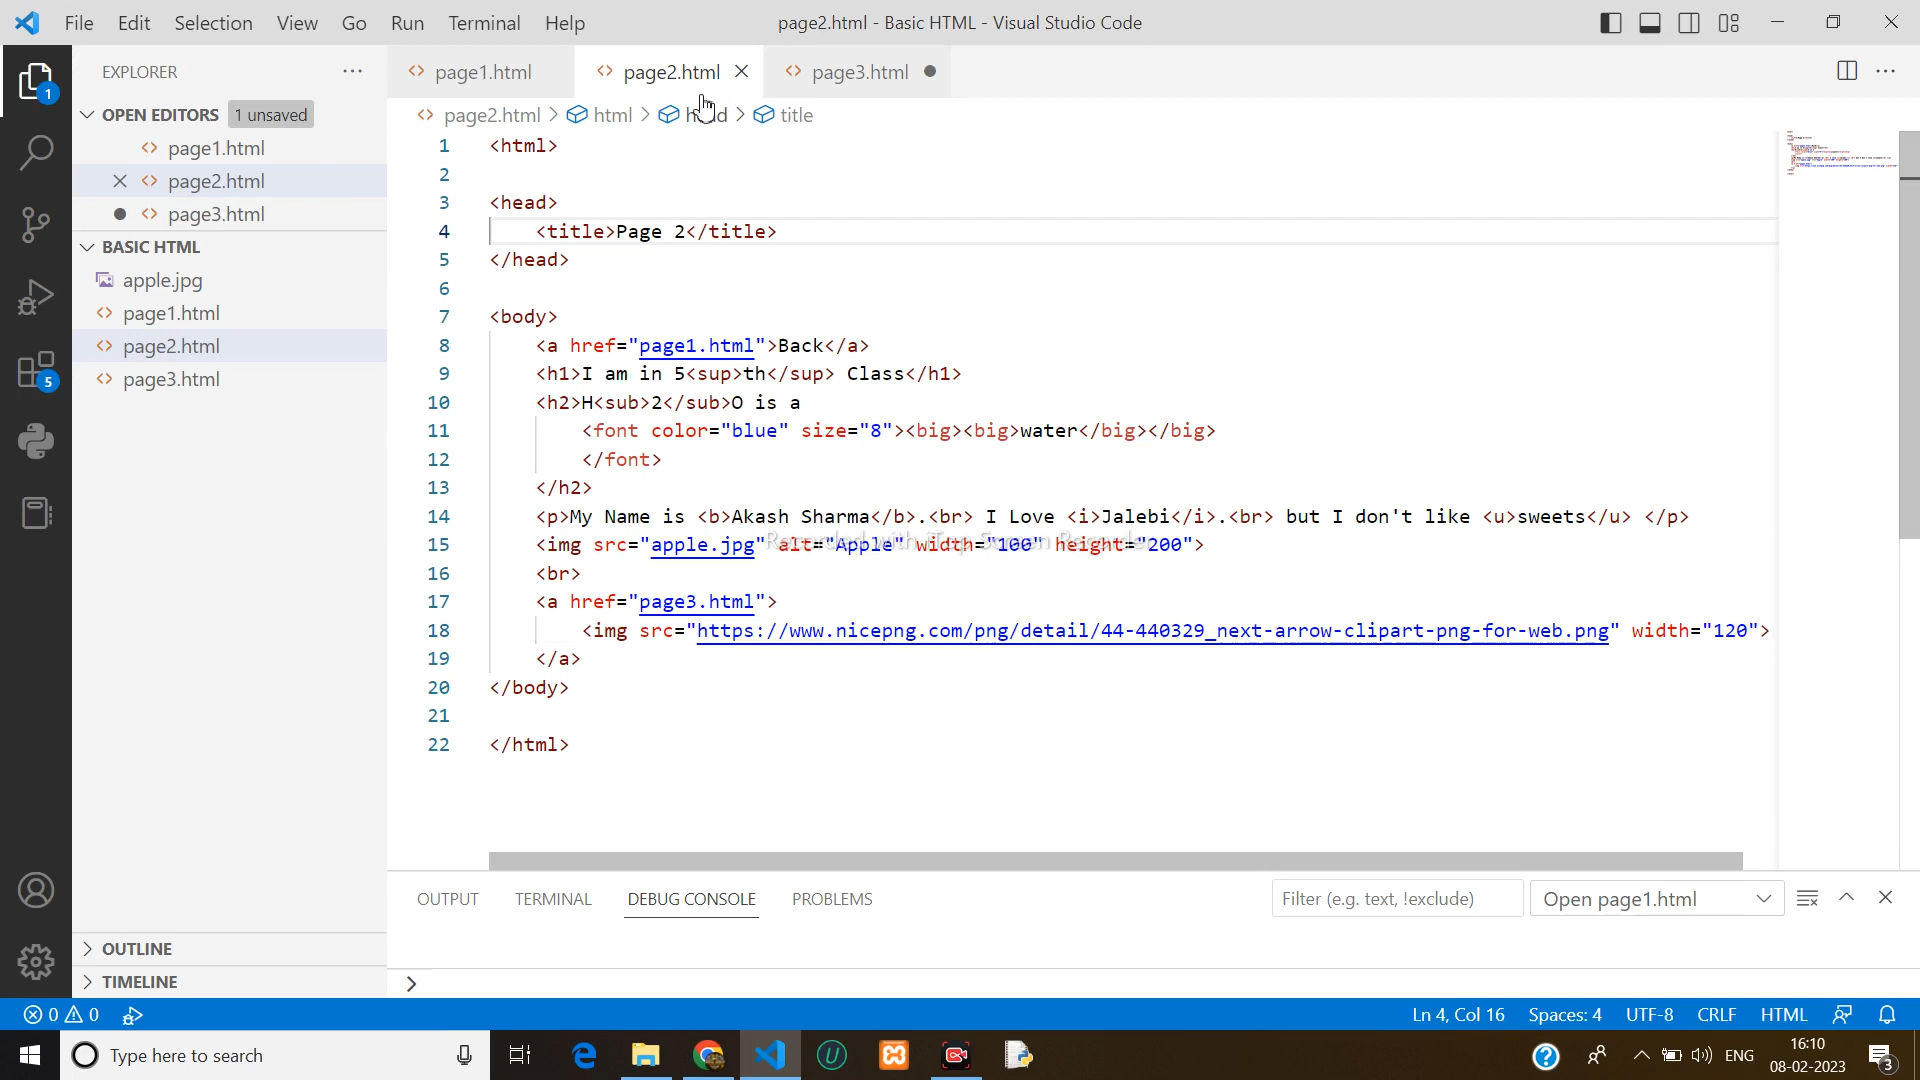 File Edit Selection View Go Run Terminal Help
page2.html - Basic HTML - Visual Studio Code
EXPLORER
OPEN EDITORS 1 unsaved
page1.html
page2.html
page3.html
BASIC HTML
apple.jpg
page1.html
page2.html
page3.html
OUTLINE
TIMELINE
1
5
page1.html page2.html page3.html
page2.html > html > head > title
1 <html>
2
3 <head>
4 <title>Page 2</title>
5 </head>
6
7 <body>
8 <a href="page1.html">Back</a>
9 <h1>I am in 5<sup>th</sup> Class</h1>
10 <h2>H<sub>2</sub>O is a
11 <font color="blue" size="8"><big><big>water</big></big>
12 </font>
13 </h2>
14 <p>My Name is <b>Akash Sharma</b>.<br> I Love <i>Jalebi</i>.<br> but I don't like <u>sweets</u> </p>
15 <img src="apple.jpg" alt="Apple" width="100" height="200">
Recorded with iTop Screen Recorder
16 <br>
17 <a href="page3.html">
18 <img src="https://www.nicepng.com/png/detail/44-440329_next-arrow-clipart-png-for-web.png" width="120">
19 </a>
20 </body>
21
22 </html>
OUTPUT TERMINAL DEBUG CONSOLE PROBLEMS
Filter (e.g. text, !exclude) Open page1.html
0 0
Ln 4, Col 16 Spaces: 4 UTF-8 CRLF HTML
Type here to search
ENG
16:10
08-02-2023
3